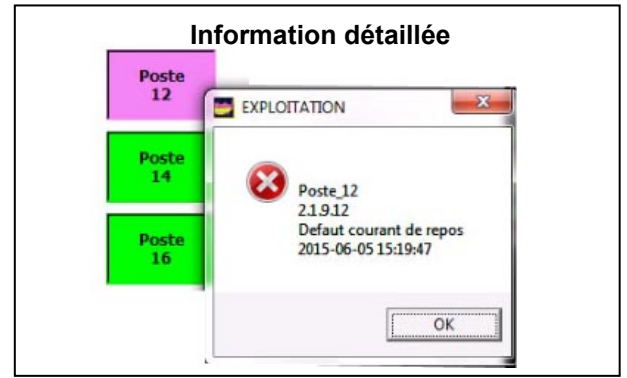 Information détaillée
Poste
12
EXPLOITATION
x
Poste
14
Poste_12
2.1.9.12
Defaut courant de repos
2015-06-05 15:19:47
Poste
16
OK